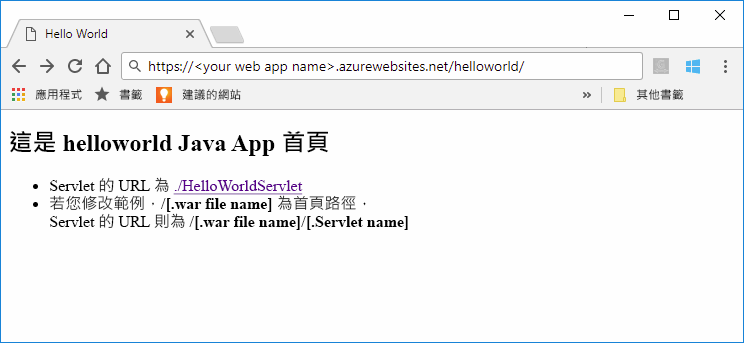 Hello World
https://<your web app name>.azurewebsites.net/helloworld/
應用程式 書籤 建議的網站 » 其他書籤
這是 helloworld Java App 首頁
• Servlet 的 URL 為 ./HelloWorldServlet
• 若您修改範例，/[.war file name] 為首頁路徑，
Servlet 的 URL 則為 /[.war file name]/[.Servlet name]